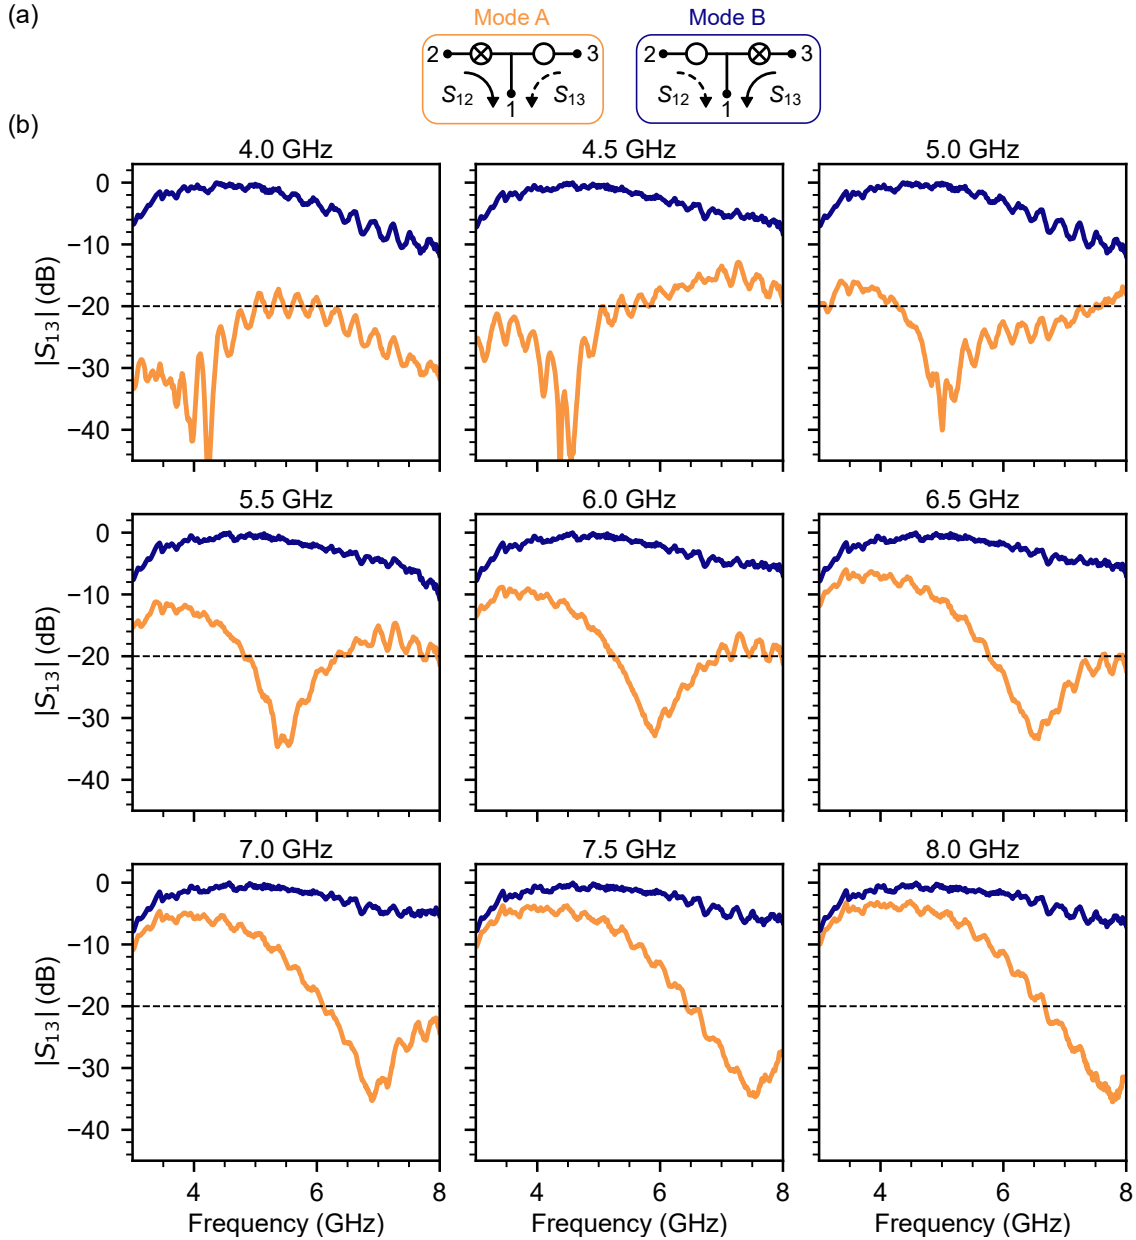 (a)
Mode A Mode B
2 3 2 3
S12 S13 S12 S13
1 1
(b)
4.0 GHz 4.5 GHz 5.0 GHz
0
−10
−20
−30
−40
|S13| (dB)
5.5 GHz 6.0 GHz 6.5 GHz
0
−10
−20
−30
−40
|S13| (dB)
7.0 GHz 7.5 GHz 8.0 GHz
0
−10
−20
−30
−40
|S13| (dB)
4 6 8 4 6 8 4 6 8
Frequency (GHz) Frequency (GHz) Frequency (GHz)